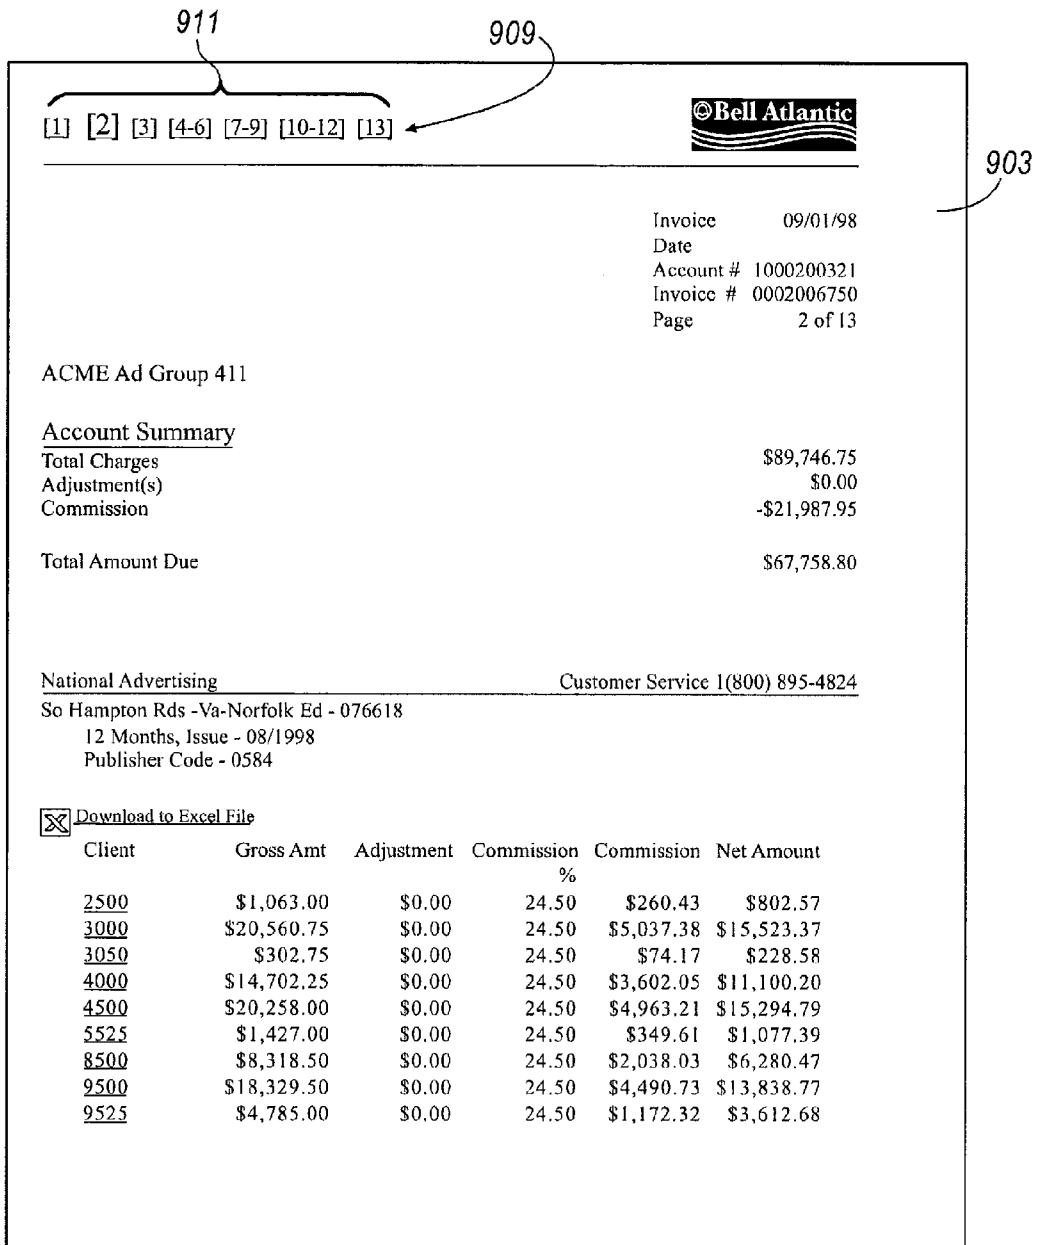 911
909
[1] [2] [3] [4-6] [7-9] [10-12] [13]
Bell Atlantic
903
Invoice 09/01/98
Date
Account # 1000200321
Invoice # 0002006750
Page 2 of 13
ACME Ad Group 411
Account Summary
Total Charges $89,746.75
Adjustment(s) $0.00
Commission -$21,987.95
Total Amount Due $67,758.80
National Advertising Customer Service 1(800) 895-4824
So Hampton Rds -Va-Norfolk Ed - 076618
12 Months, Issue - 08/1998
Publisher Code - 0584
Download to Excel File
Client Gross Amt Adjustment Commission Commission Net Amount
%
2500 $1,063.00 $0.00 24.50 $260.43 $802.57
3000 $20,560.75 $0.00 24.50 $5,037.38 $15,523.37
3050 $302.75 $0.00 24.50 $74.17 $228.58
4000 $14,702.25 $0.00 24.50 $3,602.05 $11,100.20
4500 $20,258.00 $0.00 24.50 $4,963.21 $15,294.79
5525 $1,427.00 $0.00 24.50 $349.61 $1,077.39
8500 $8,318.50 $0.00 24.50 $2,038.03 $6,280.47
9500 $18,329.50 $0.00 24.50 $4,490.73 $13,838.77
9525 $4,785.00 $0.00 24.50 $1,172.32 $3,612.68